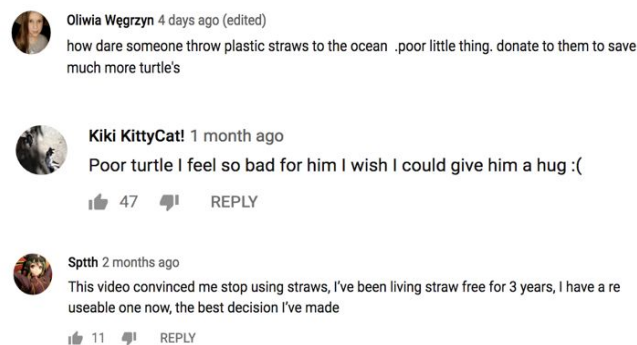 Oliwia Węgrzyn 4 days ago (edited)
how dare someone throw plastic straws to the ocean .poor little thing. donate to them to save
much more turtle's
Kiki KittyCat! 1 month ago
Poor turtle I feel so bad for him I wish I could give him a hug :(
47 REPLY
Sptth 2 months ago
This video convinced me stop using straws, I've been living straw free for 3 years, I have a re
useable one now, the best decision I've made
11 REPLY